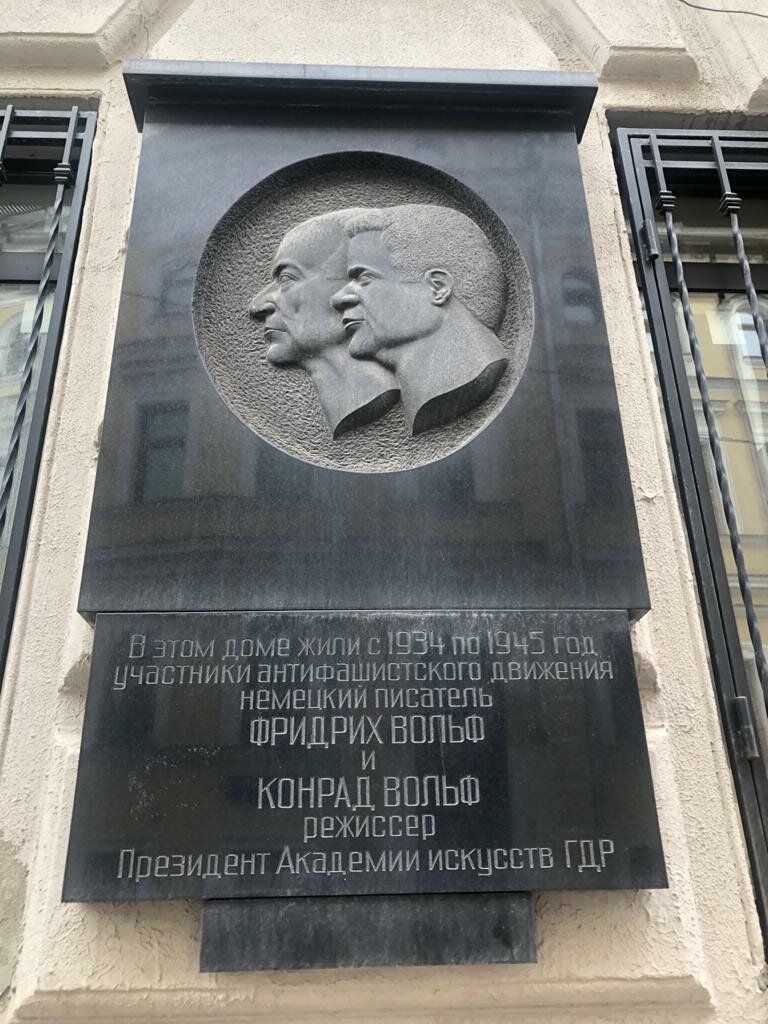 В этом доме жили с 1934 по 1945 год
участники антифашистского движения
немецкий писатель
ФРИДРИХ ВОЛЬФ
и
КОНРАД ВОЛЬФ
режиссер
Президент Академии искусств ГДР